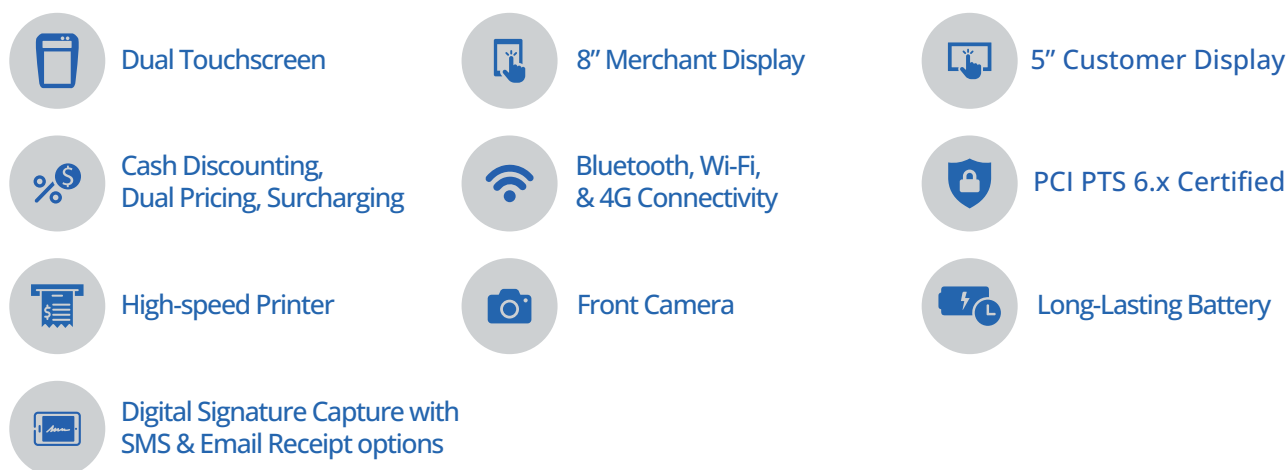 Dual Touchscreen
8” Merchant Display
5” Customer Display
Cash Discounting,
Dual Pricing, Surcharging
Bluetooth, Wi-Fi,
& 4G Connectivity
PCI PTS 6.x Certified
High-speed Printer
Front Camera
Long-Lasting Battery
Digital Signature Capture with
SMS & Email Receipt options